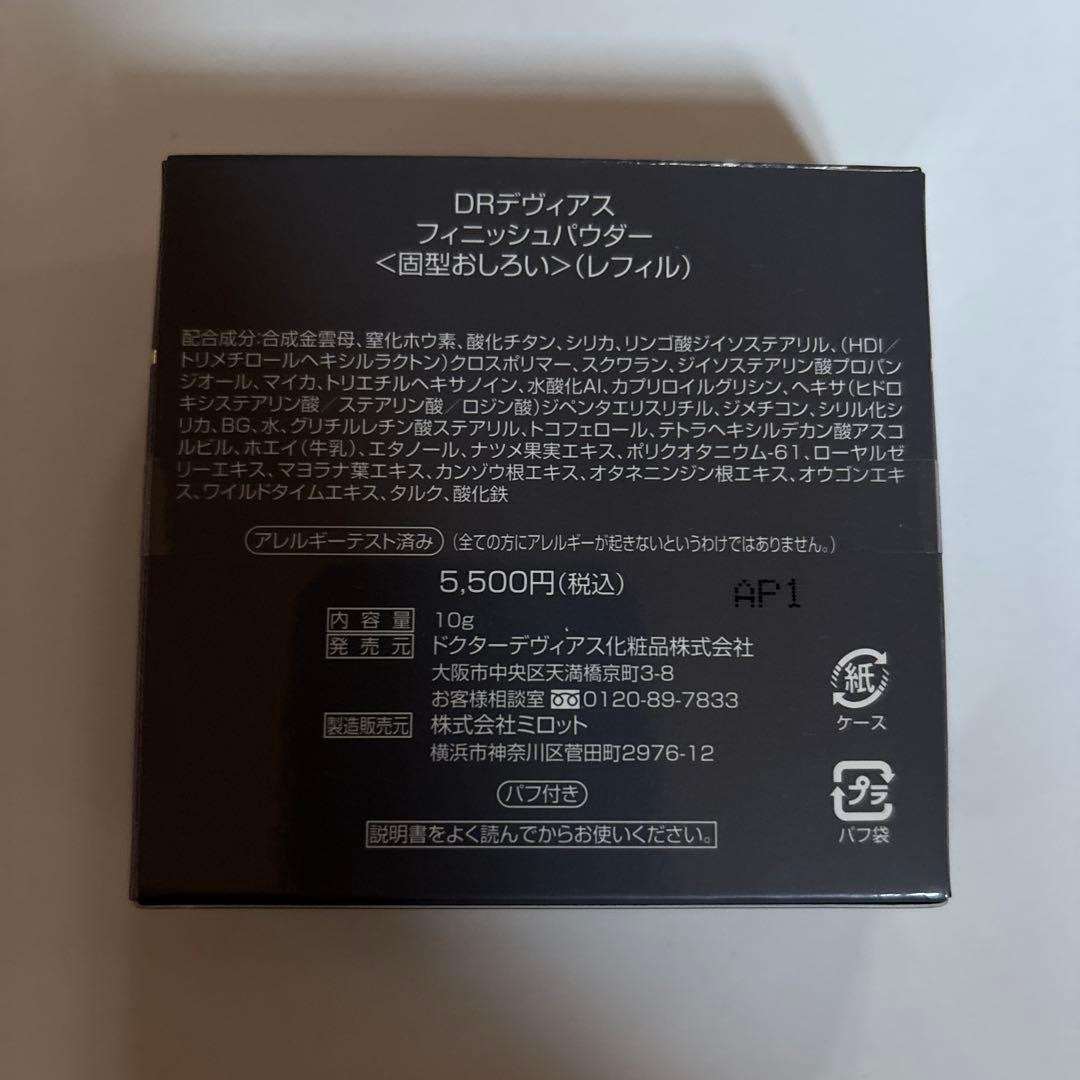 DRデヴィアス
フィニッシュパウダー
<固型おしろい>(レフィル)
配合成分:合成金雲母、窒化ホウ素、酸化チタン、シリカ、リンゴ酸ジイソステアリル、(HDI/
トリメチロールヘキシルラクトン)クロスポリマー、スクワラン、ジイソステアリン酸プロパン
ジオール、マイカ、トリエチルヘキサノイン、水酸化Al、カプリロイルグリシン、ヘキサ(ヒドロ
キシステアリン酸/ステアリン酸/ロジン酸)ジペンタエリスリチル、ジメチコン、シリル化シ
リカ、BG、水、グリチルレチン酸ステアリル、トコフェロール、テトラヘキシルデカン酸アスコ
ルビル、ホエイ(牛乳)、エタノール、ナツメ果実エキス、ポリクオタニウム-61、ローヤルゼ
リーエキス、マヨラナ葉エキス、カンゾウ根エキス、オタネニンジン根エキス、オウゴンエキ
ス、ワイルドタイムエキス、タルク、酸化鉄
アレルギーテスト済み (全ての方にアレルギーが起きないというわけではありません。)
5,500円(税込)
AP1
内容量 10g
発売元 ドクターデヴィアス化粧品株式会社
大阪市中央区天満橋京町3-8
お客様相談室 0120-89-7833
製造販売元 株式会社ミロット
横浜市神奈川区菅田町2976-12
パフ付き
説明書をよく読んでからお使いください。
紙
ケース
プラ
パフ袋